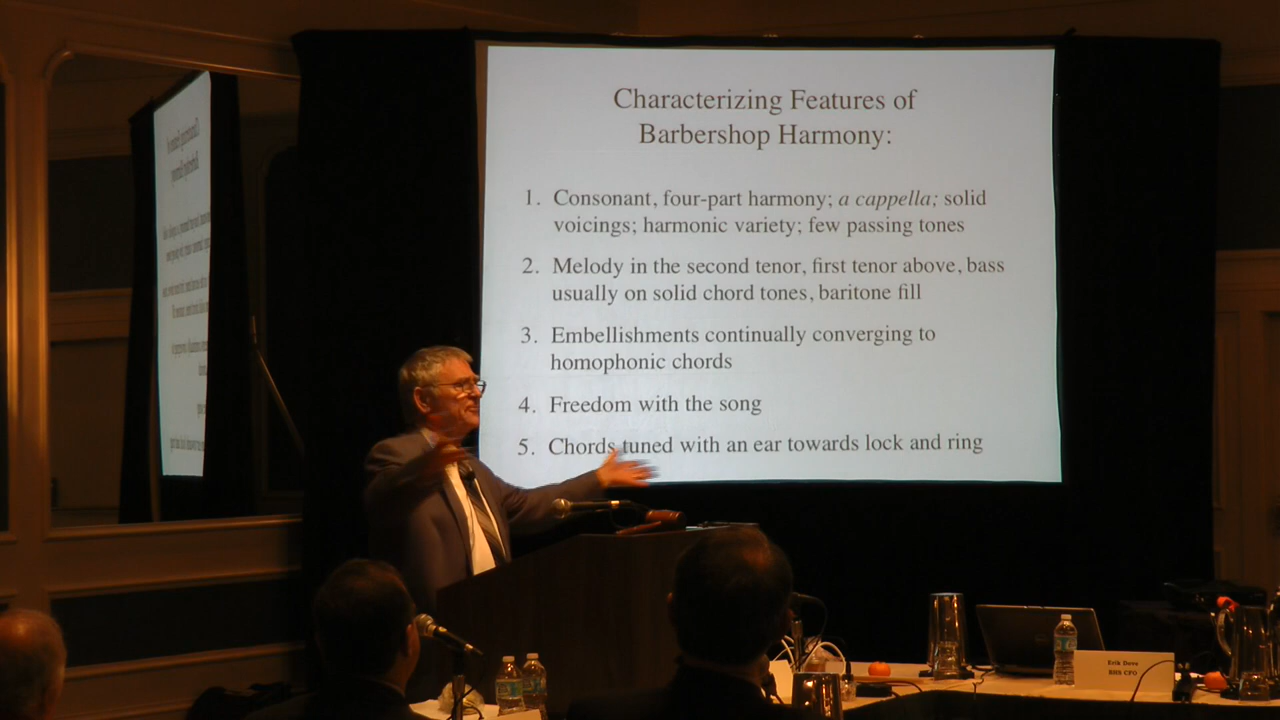 Characterizing Features of
Barbershop Harmony:
1. Consonant, four-part harmony; a cappella; solid
voicings; harmonic variety; few passing tones
2. Melody in the second tenor, first tenor above, bass
usually on solid chord tones, baritone fill
3. Embellishments continually converging to
homophonic chords
4. Freedom with the song
5. Chords tuned with an ear towards lock and ring
Erik Dove
BHS CFO